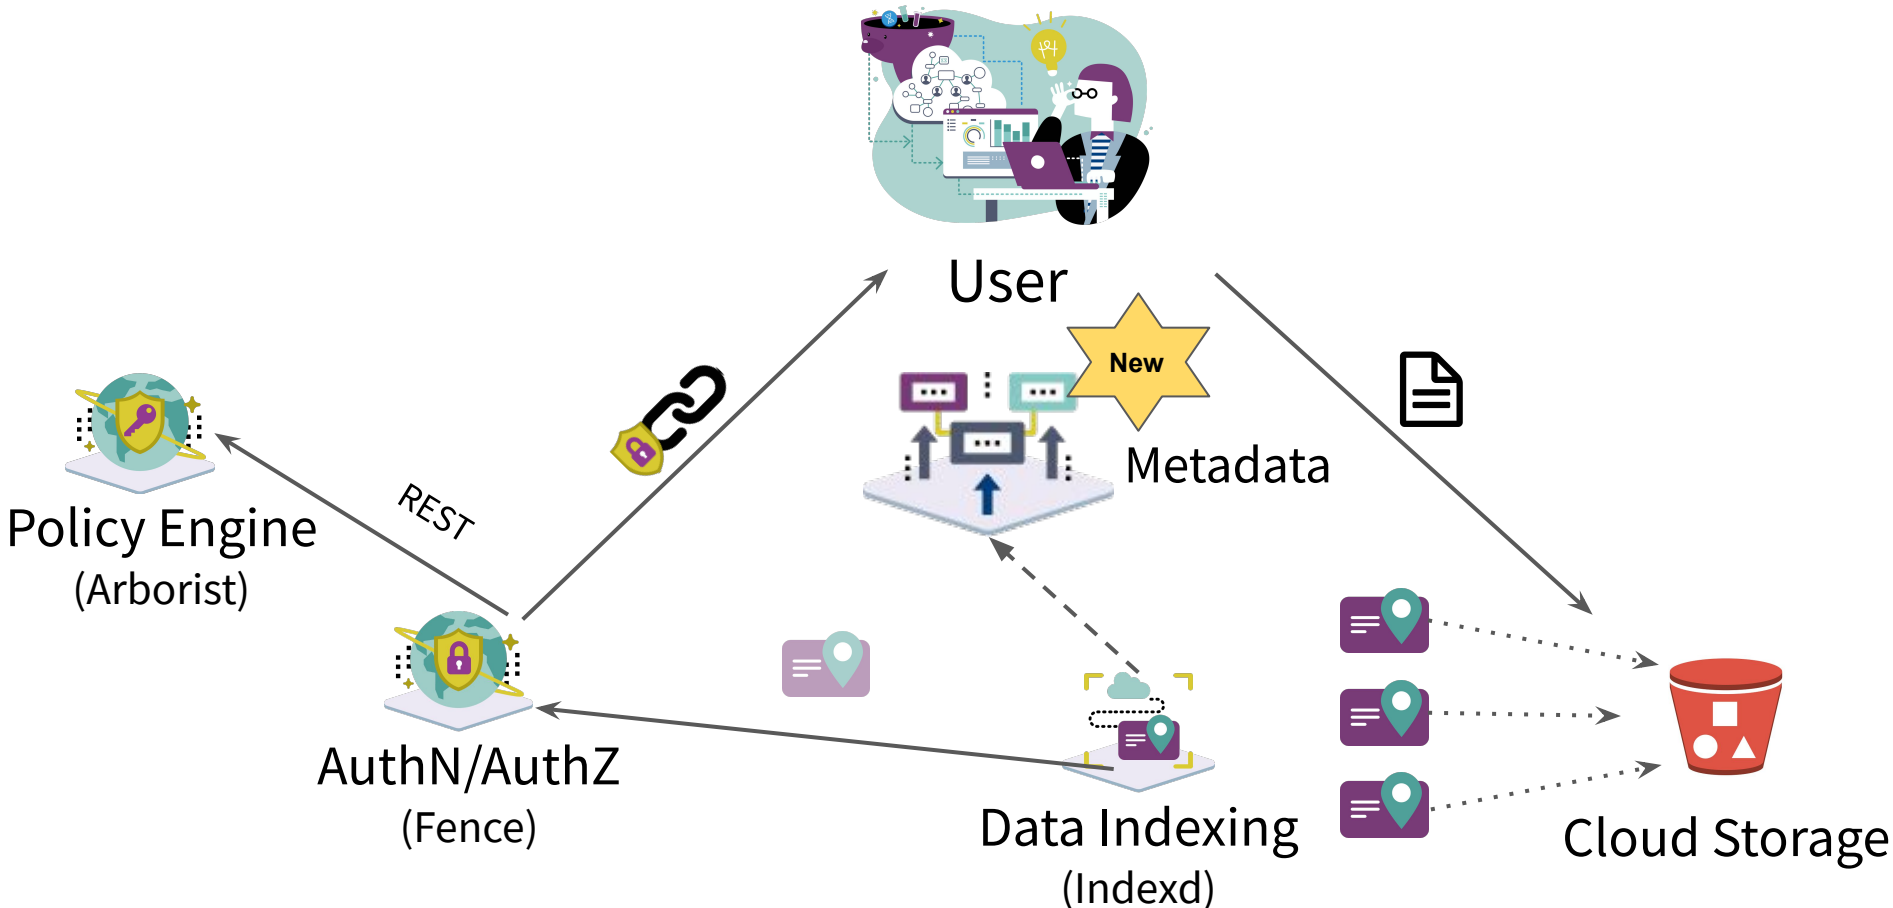 User
New
Metadata
REST
Policy Engine
(Arborist)
AuthN/AuthZ
(Fence)
Data Indexing
(Indexd)
Cloud Storage